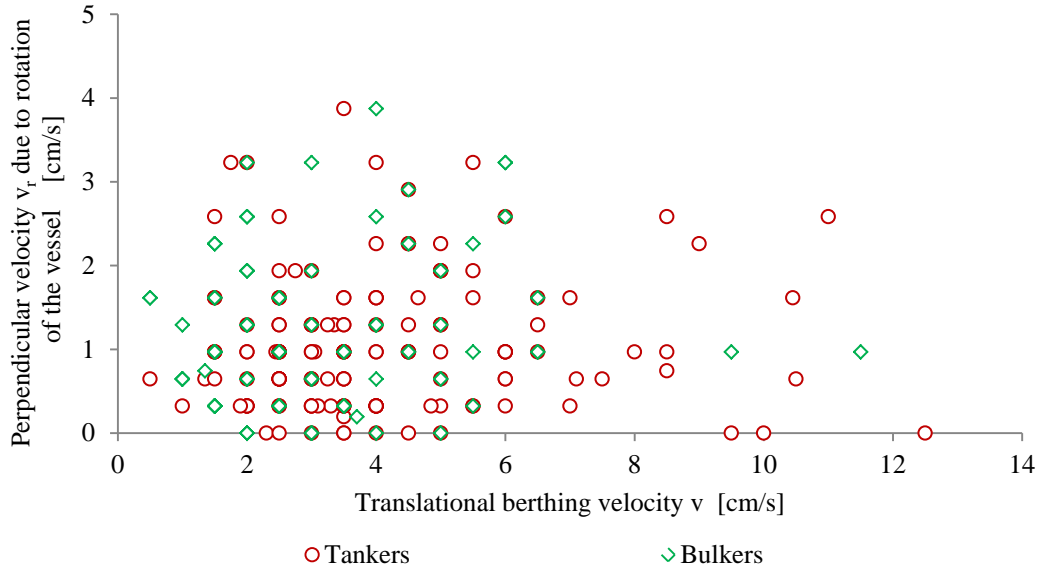 Perpendicular velocity v_r due to rotation
of the vessel [cm/s]
5
4
3
2
1
0
0 2 4 6 8 10 12 14
Translational berthing velocity v [cm/s]
Tankers Bulkers